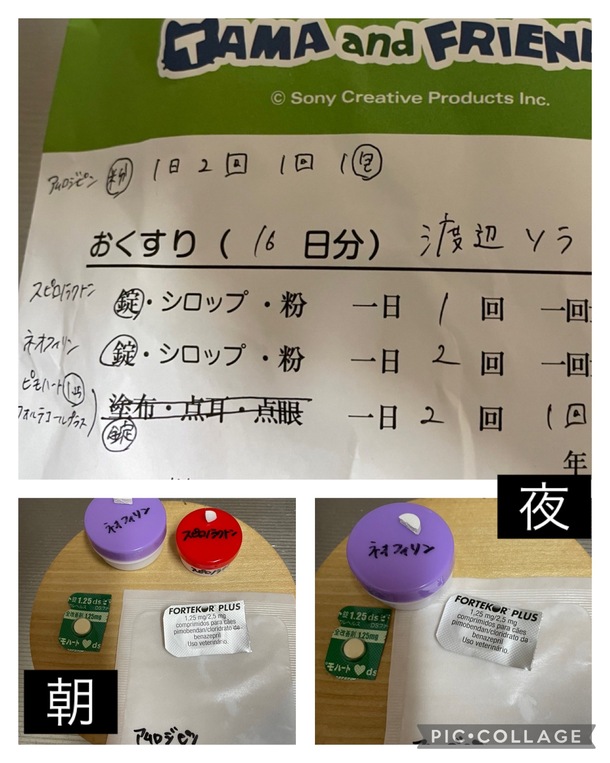 TAMA and FRIEN
© Sony Creative Products Inc.
アムロジピン 粉 1日2回 1回1包
おくすり ( 16 日分) 渡辺ソラ
スピロノラクトン
錠・シロップ・粉 一日 1 回 一回
ネオフィリン
錠・シロップ・粉 一日 2 回 一回
ピモハート
フォルテコールプラス
塗布・点耳・点眼 一日 2 回 1回
錠
年
夜
ネオフィリン
スピロノラクトン
錠1.25 ds
1.25mg
モハート ds
FORTEKOR PLUS
1,25 mg/2,5 mg
comprimidos para cães
pimobendan/cloridrato de
benazepril
Uso veterinário.
朝
アムロジピン
ネオフィリン
錠1.25 ds
1.25mg
モハート ds
FORTEKOR PLUS
1,25 mg/2,5 mg
comprimidos para cães
pimobendan/cloridrato de
benazepril
Uso veterinário.
PIC•COLLAGE